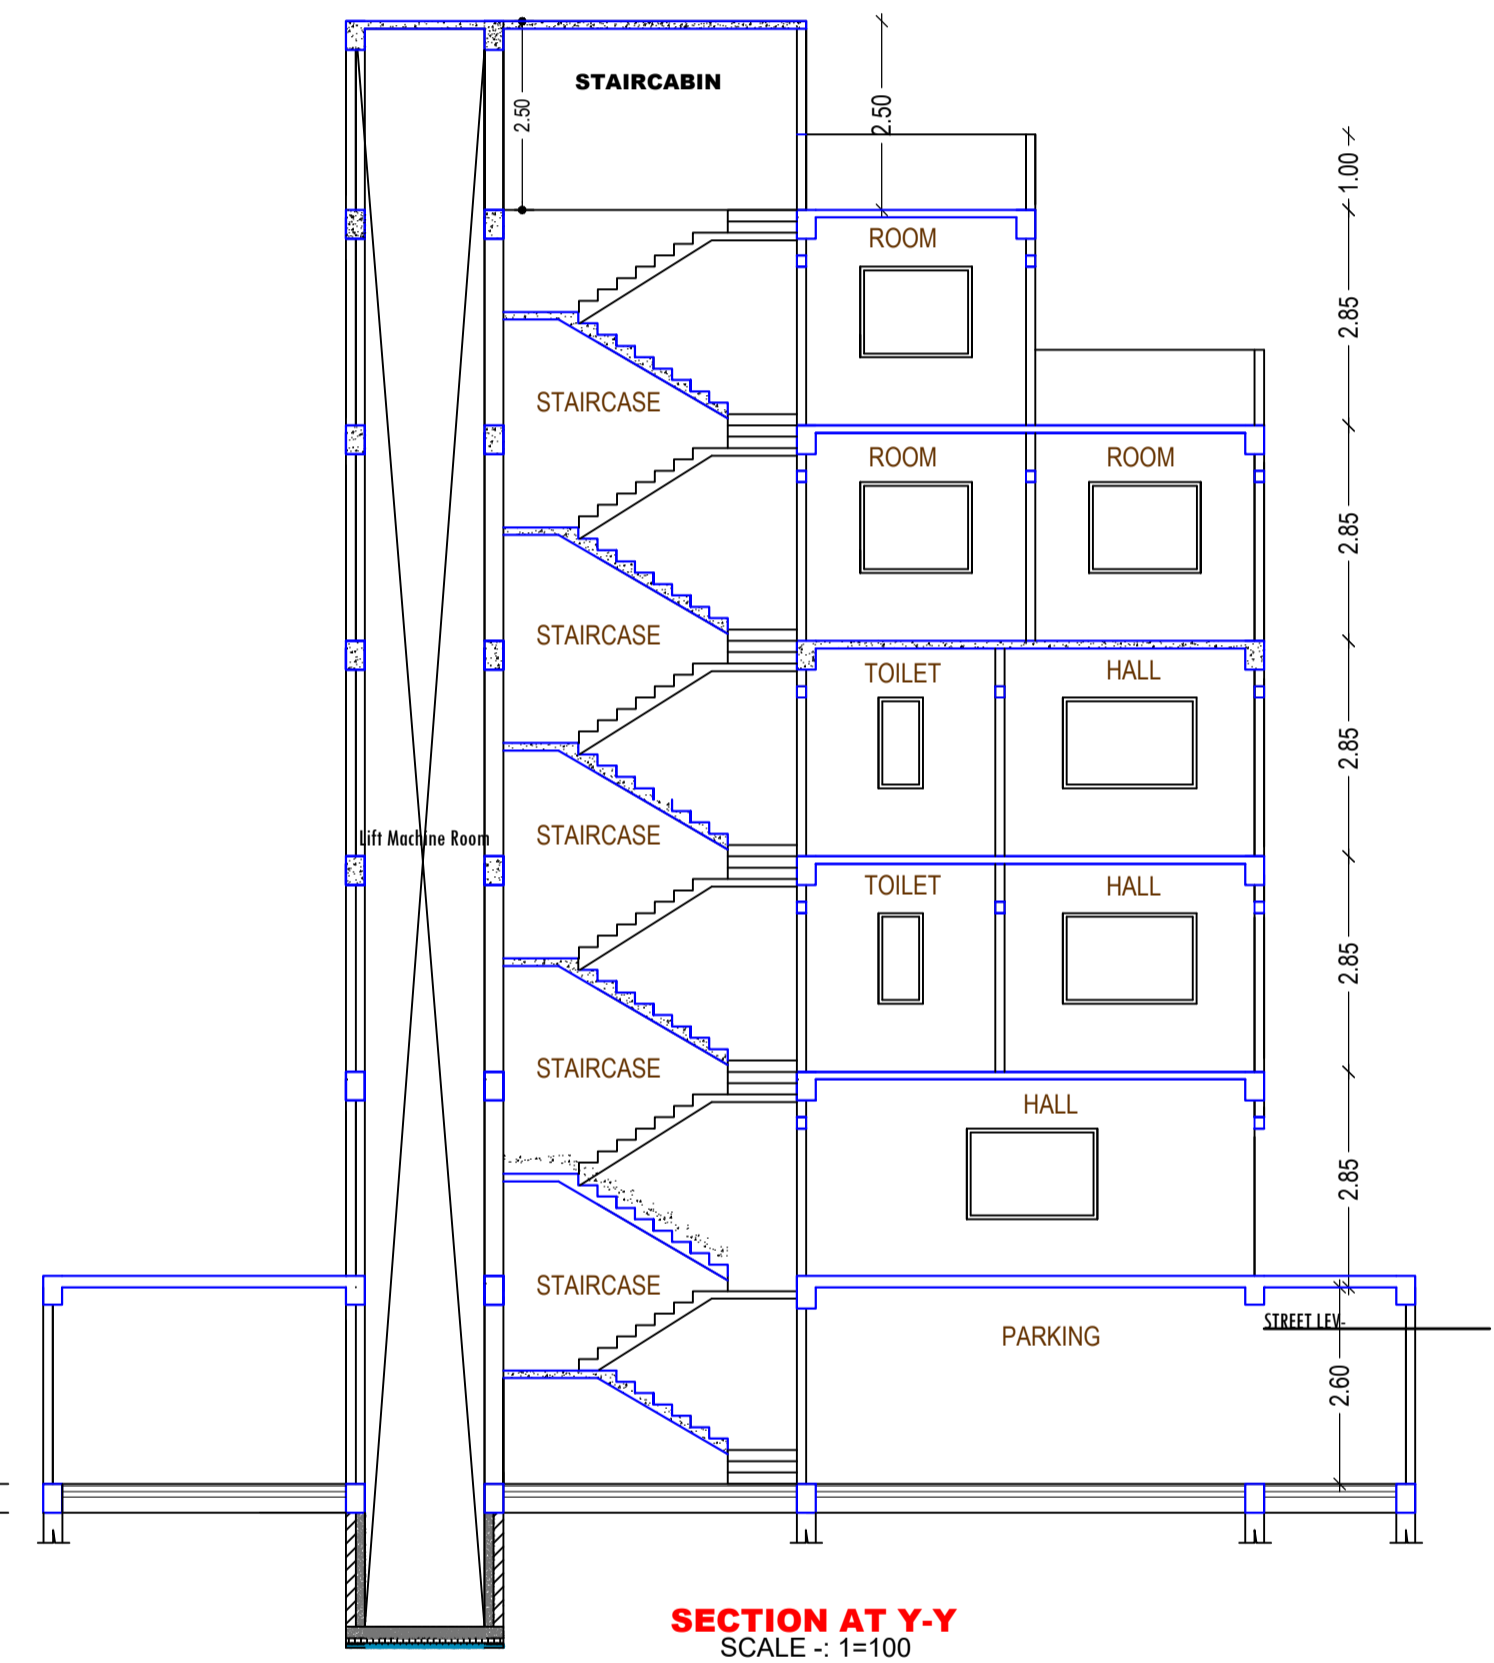 STAIRCABIN
2.50
2.50
1.00
ROOM
2.85
STAIRCASE
ROOM
ROOM
2.85
STAIRCASE
TOILET
HALL
2.85
Lift Machine Room
STAIRCASE
TOILET
HALL
2.85
STAIRCASE
HALL
2.85
STAIRCASE
PARKING
STREET LEV-
2.60
SECTION AT Y-Y
SCALE -: 1=100